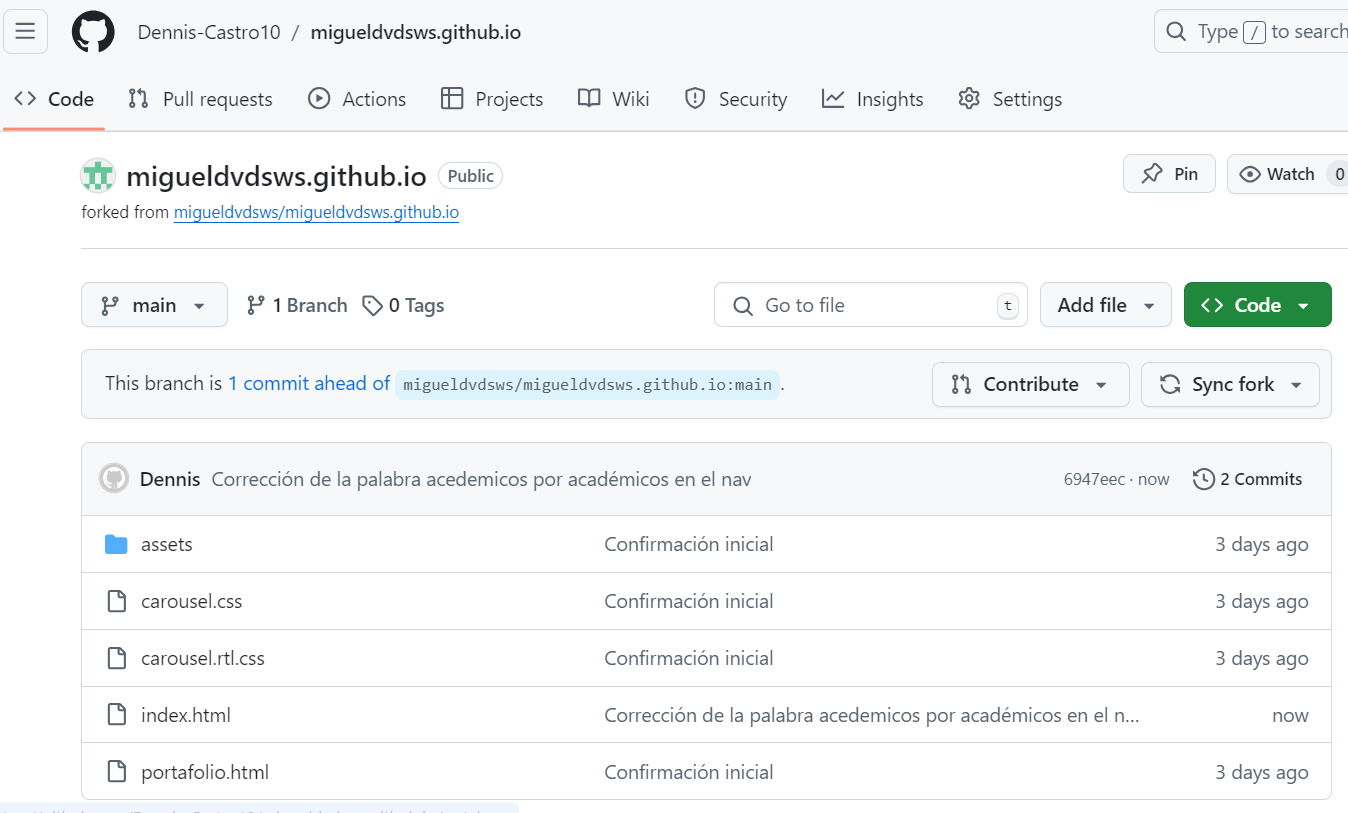 Dennis-Castro10 / migueldvdsws.github.io
Type / to search
Code Pull requests Actions Projects Wiki Security Insights Settings
migueldvdsws.github.io Public
Pin Watch 0
forked from migueldvdsws/migueldvdsws.github.io
main 1 Branch 0 Tags Go to file t Add file Code
This branch is 1 commit ahead of migueldvdsws/migueldvdsws.github.io:main . Contribute Sync fork
Dennis Corrección de la palabra acedemicos por académicos en el nav 6947eec · now 2 Commits
assets Confirmación inicial 3 days ago
carousel.css Confirmación inicial 3 days ago
carousel.rtl.css Confirmación inicial 3 days ago
index.html Corrección de la palabra acedemicos por académicos en el n... now
portafolio.html Confirmación inicial 3 days ago